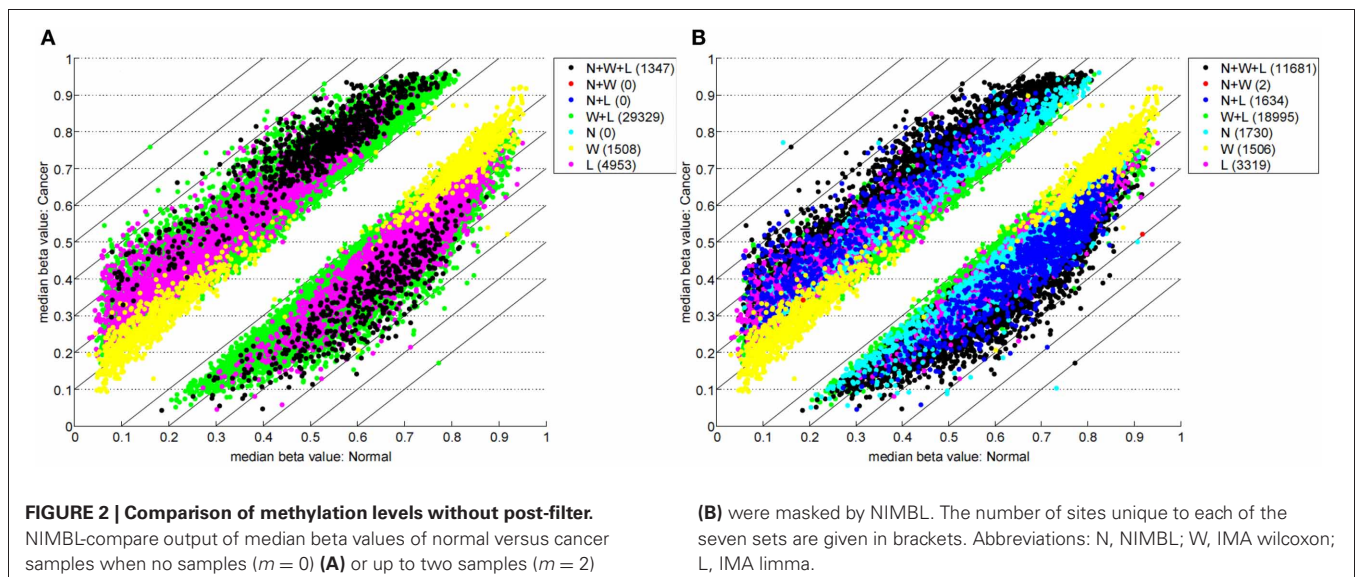 A
1
0.9
0.8
0.7
0.6
0.5
0.4
0.3
0.2
0.1
0
median beta value: Cancer
0 0.1 0.2 0.3 0.4 0.5 0.6 0.7 0.8 0.9 1
median beta value: Normal
N+W+L (1347)
N+W (0)
N+L (0)
W+L (29329)
N (0)
W (1508)
L (4953)
B
1
0.9
0.8
0.7
0.6
0.5
0.4
0.3
0.2
0.1
0
median beta value: Cancer
0 0.1 0.2 0.3 0.4 0.5 0.6 0.7 0.8 0.9 1
median beta value: Normal
N+W+L (11681)
N+W (2)
N+L (1634)
W+L (18995)
N (1730)
W (1506)
L (3319)
FIGURE 2 | Comparison of methylation levels without post-filter.
NIMBL-compare output of median beta values of normal versus cancer
samples when no samples (m = 0) (A) or up to two samples (m = 2)
(B) were masked by NIMBL. The number of sites unique to each of the
seven sets are given in brackets. Abbreviations: N, NIMBL; W, IMA wilcoxon;
L, IMA limma.